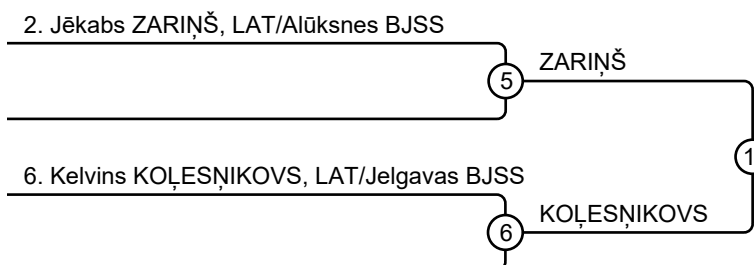 2. Jēkabs ZARIŅŠ, LAT/Alūksnes BJSS
ZARIŅŠ
5
1
6. Kelvins KOĻESŅIKOVS, LAT/Jelgavas BJSS
KOĻESŅIKOVS
6